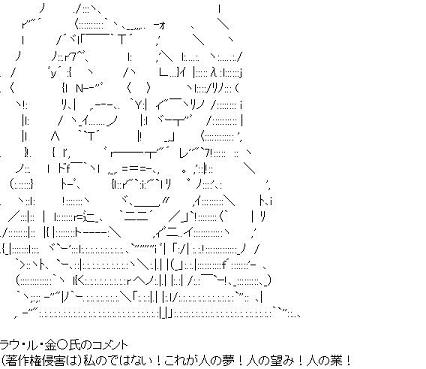 ラウ・ル・金〇氏のコメント
（著作権侵害は）私のではない！これが人の夢！人の望み！人の業！